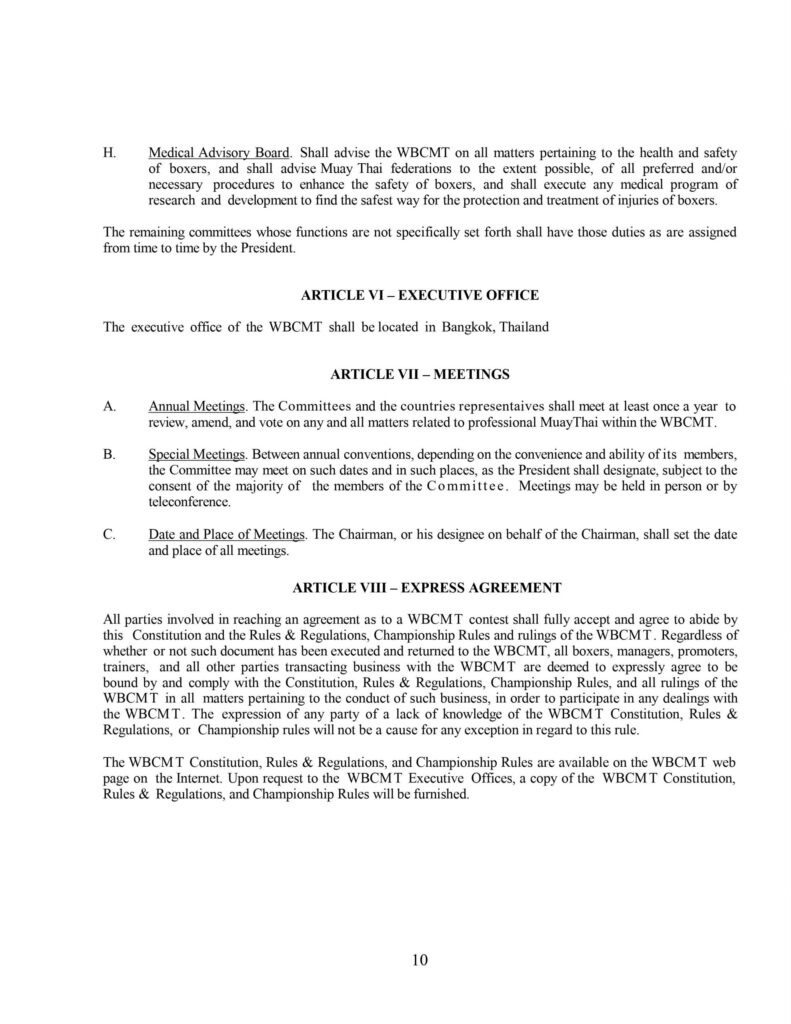 H. Medical Advisory Board. Shall advise the WBCMT on all matters pertaining to the health and safety
of boxers, and shall advise Muay Thai federations to the extent possible, of all preferred and/or
necessary procedures to enhance the safety of boxers, and shall execute any medical program of
research and development to find the safest way for the protection and treatment of injuries of boxers.
The remaining committees whose functions are not specifically set forth shall have those duties as are assigned
from time to time by the President.
ARTICLE VI – EXECUTIVE OFFICE
The executive office of the WBCMT shall be located in Bangkok, Thailand
ARTICLE VII – MEETINGS
A. Annual Meetings. The Committees and the countries representaives shall meet at least once a year to
review, amend, and vote on any and all matters related to professional MuayThai within the WBCMT.
B. Special Meetings. Between annual conventions, depending on the convenience and ability of its members,
the Committee may meet on such dates and in such places, as the President shall designate, subject to the
consent of the majority of the members of the Committee. Meetings may be held in person or by
teleconference.
C. Date and Place of Meetings. The Chairman, or his designee on behalf of the Chairman, shall set the date
and place of all meetings.
ARTICLE VIII – EXPRESS AGREEMENT
All parties involved in reaching an agreement as to a WBCMT contest shall fully accept and agree to abide by
this Constitution and the Rules & Regulations, Championship Rules and rulings of the WBCMT. Regardless of
whether or not such document has been executed and returned to the WBCMT, all boxers, managers, promoters,
trainers, and all other parties transacting business with the WBCMT are deemed to expressly agree to be
bound by and comply with the Constitution, Rules & Regulations, Championship Rules, and all rulings of the
WBCMT in all matters pertaining to the conduct of such business, in order to participate in any dealings with
the WBCMT. The expression of any party of a lack of knowledge of the WBCMT Constitution, Rules &
Regulations, or Championship rules will not be a cause for any exception in regard to this rule.
The WBCMT Constitution, Rules & Regulations, and Championship Rules are available on the WBCMT web
page on the Internet. Upon request to the WBCMT Executive Offices, a copy of the WBCMT Constitution,
Rules & Regulations, and Championship Rules will be furnished.
10